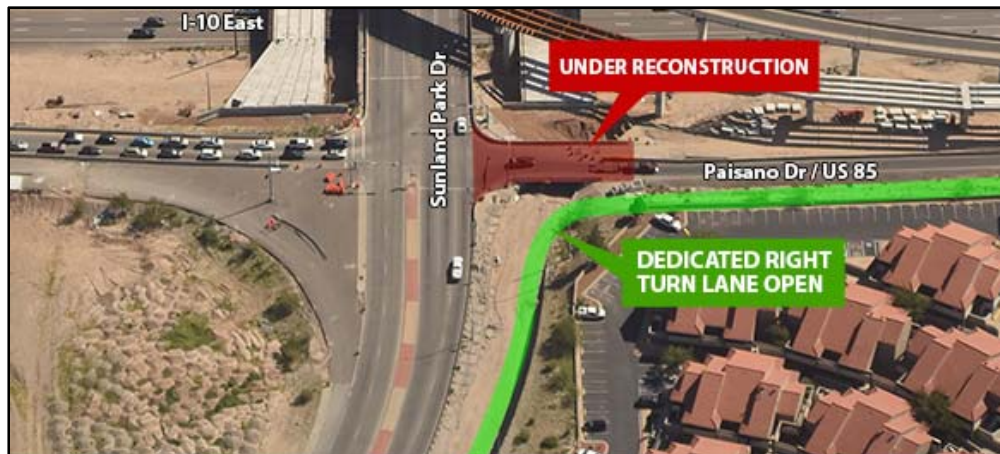 I-10 East
Sunland Park Dr
UNDER RECONSTRUCTION
Paisano Dr / US 85
DEDICATED RIGHT
TURN LANE OPEN